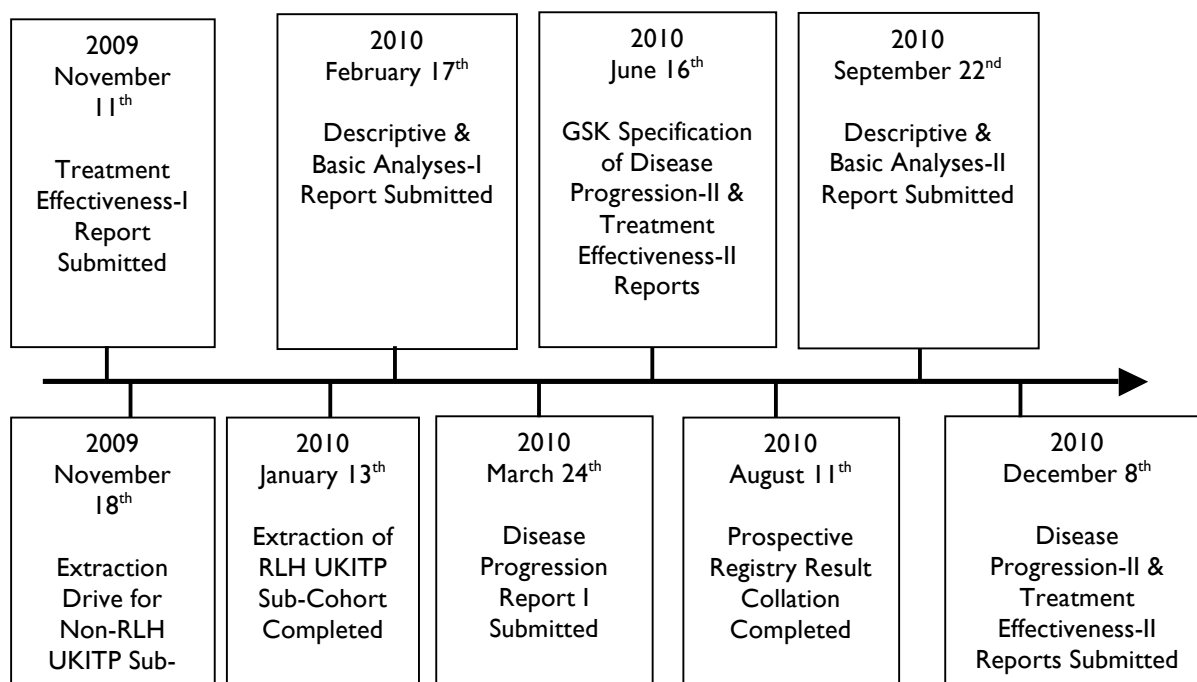 2009
November
11th
Treatment
Effectiveness-I
Report
Submitted
2010
February 17th
Descriptive &
Basic Analyses-I
Report Submitted
2010
June 16th
GSK Specification
of Disease
Progression-II &
Treatment
Effectiveness-II
Reports
2010
September 22nd
Descriptive &
Basic Analyses-II
Report Submitted
2009
November
18th
Extraction
Drive for
Non-RLH
UKITP Sub-
2010
January 13th
Extraction of
RLH UKITP
Sub-Cohort
Completed
2010
March 24th
Disease
Progression
Report I
Submitted
2010
August 11th
Prospective
Registry Result
Collation
Completed
2010
December 8th
Disease
Progression-II &
Treatment
Effectiveness-II
Reports Submitted